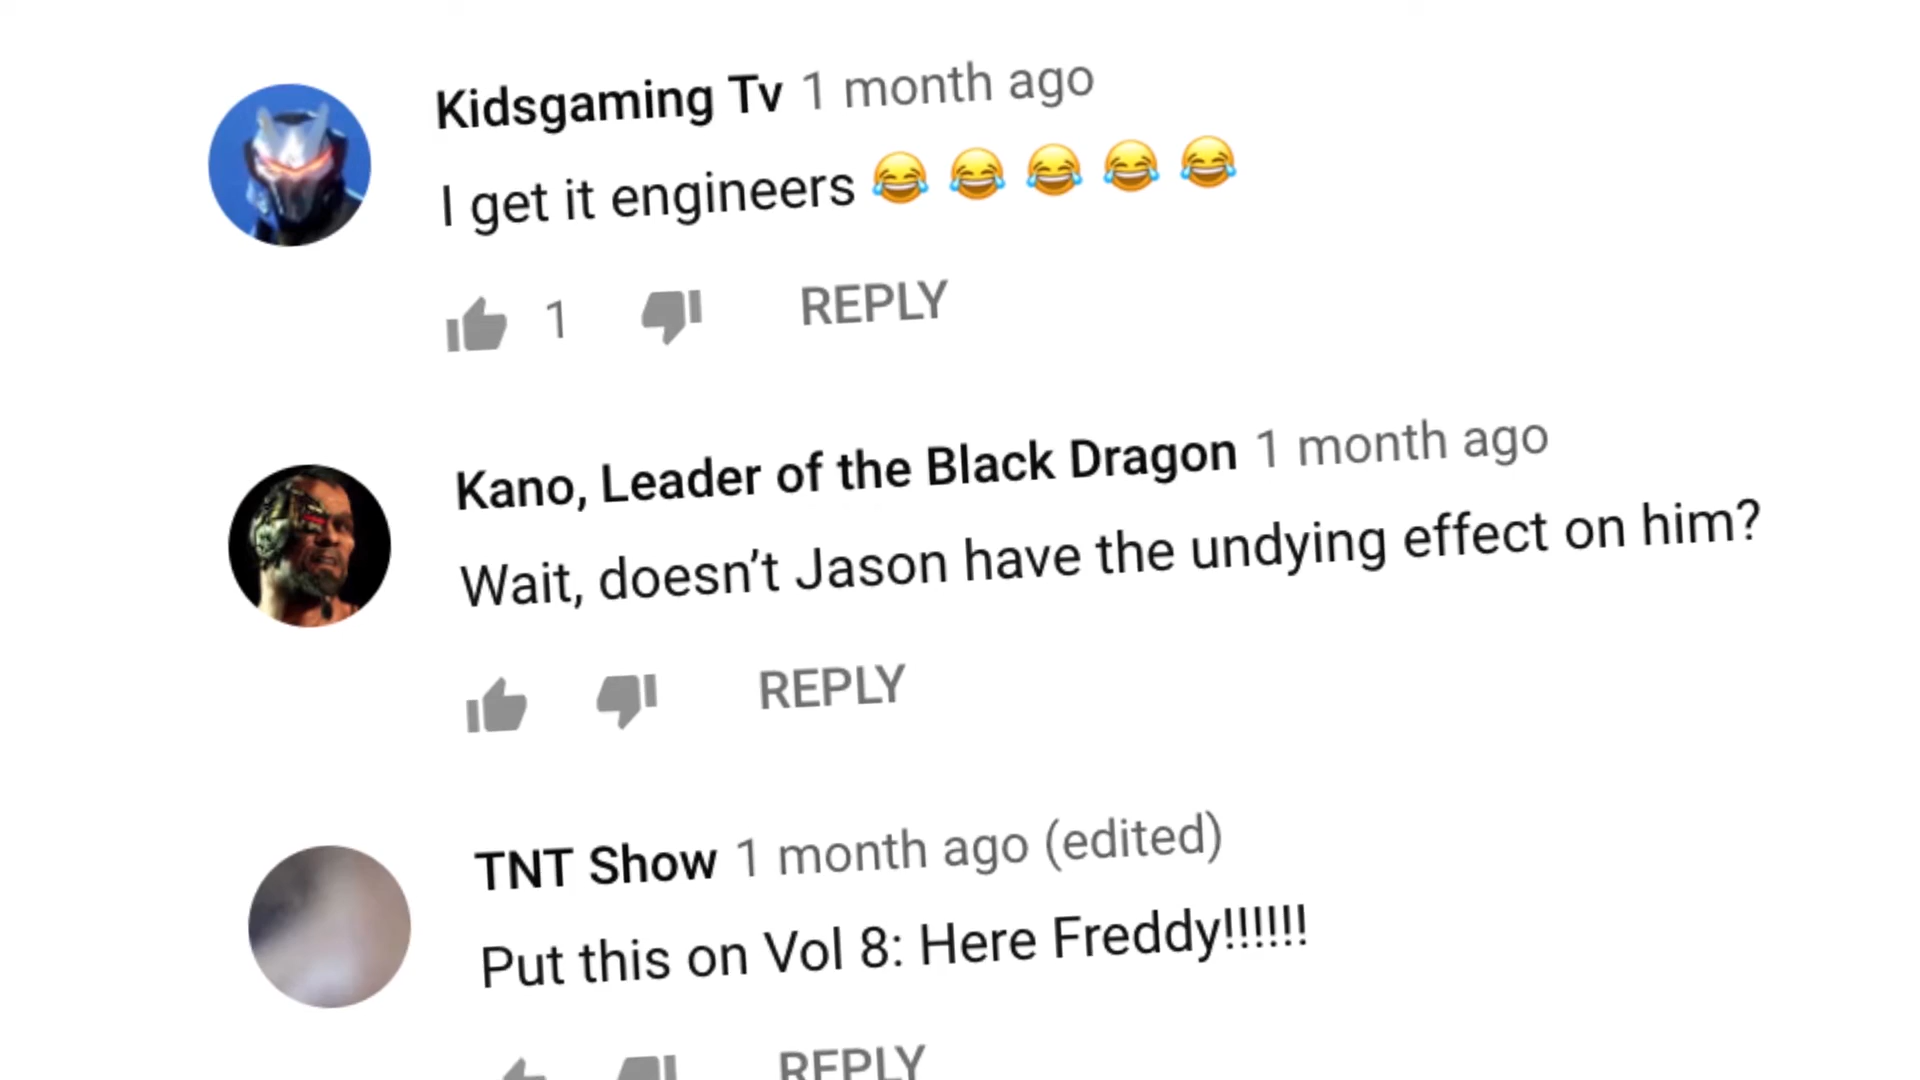 Kidsgaming Tv 1 month ago
I get it engineers 😂 😂 😂 😂 😂
1 REPLY
Kano, Leader of the Black Dragon 1 month ago
Wait, doesn’t Jason have the undying effect on him?
REPLY
TNT Show 1 month ago (edited)
Put this on Vol 8: Here Freddy!!!!!!
REPLY